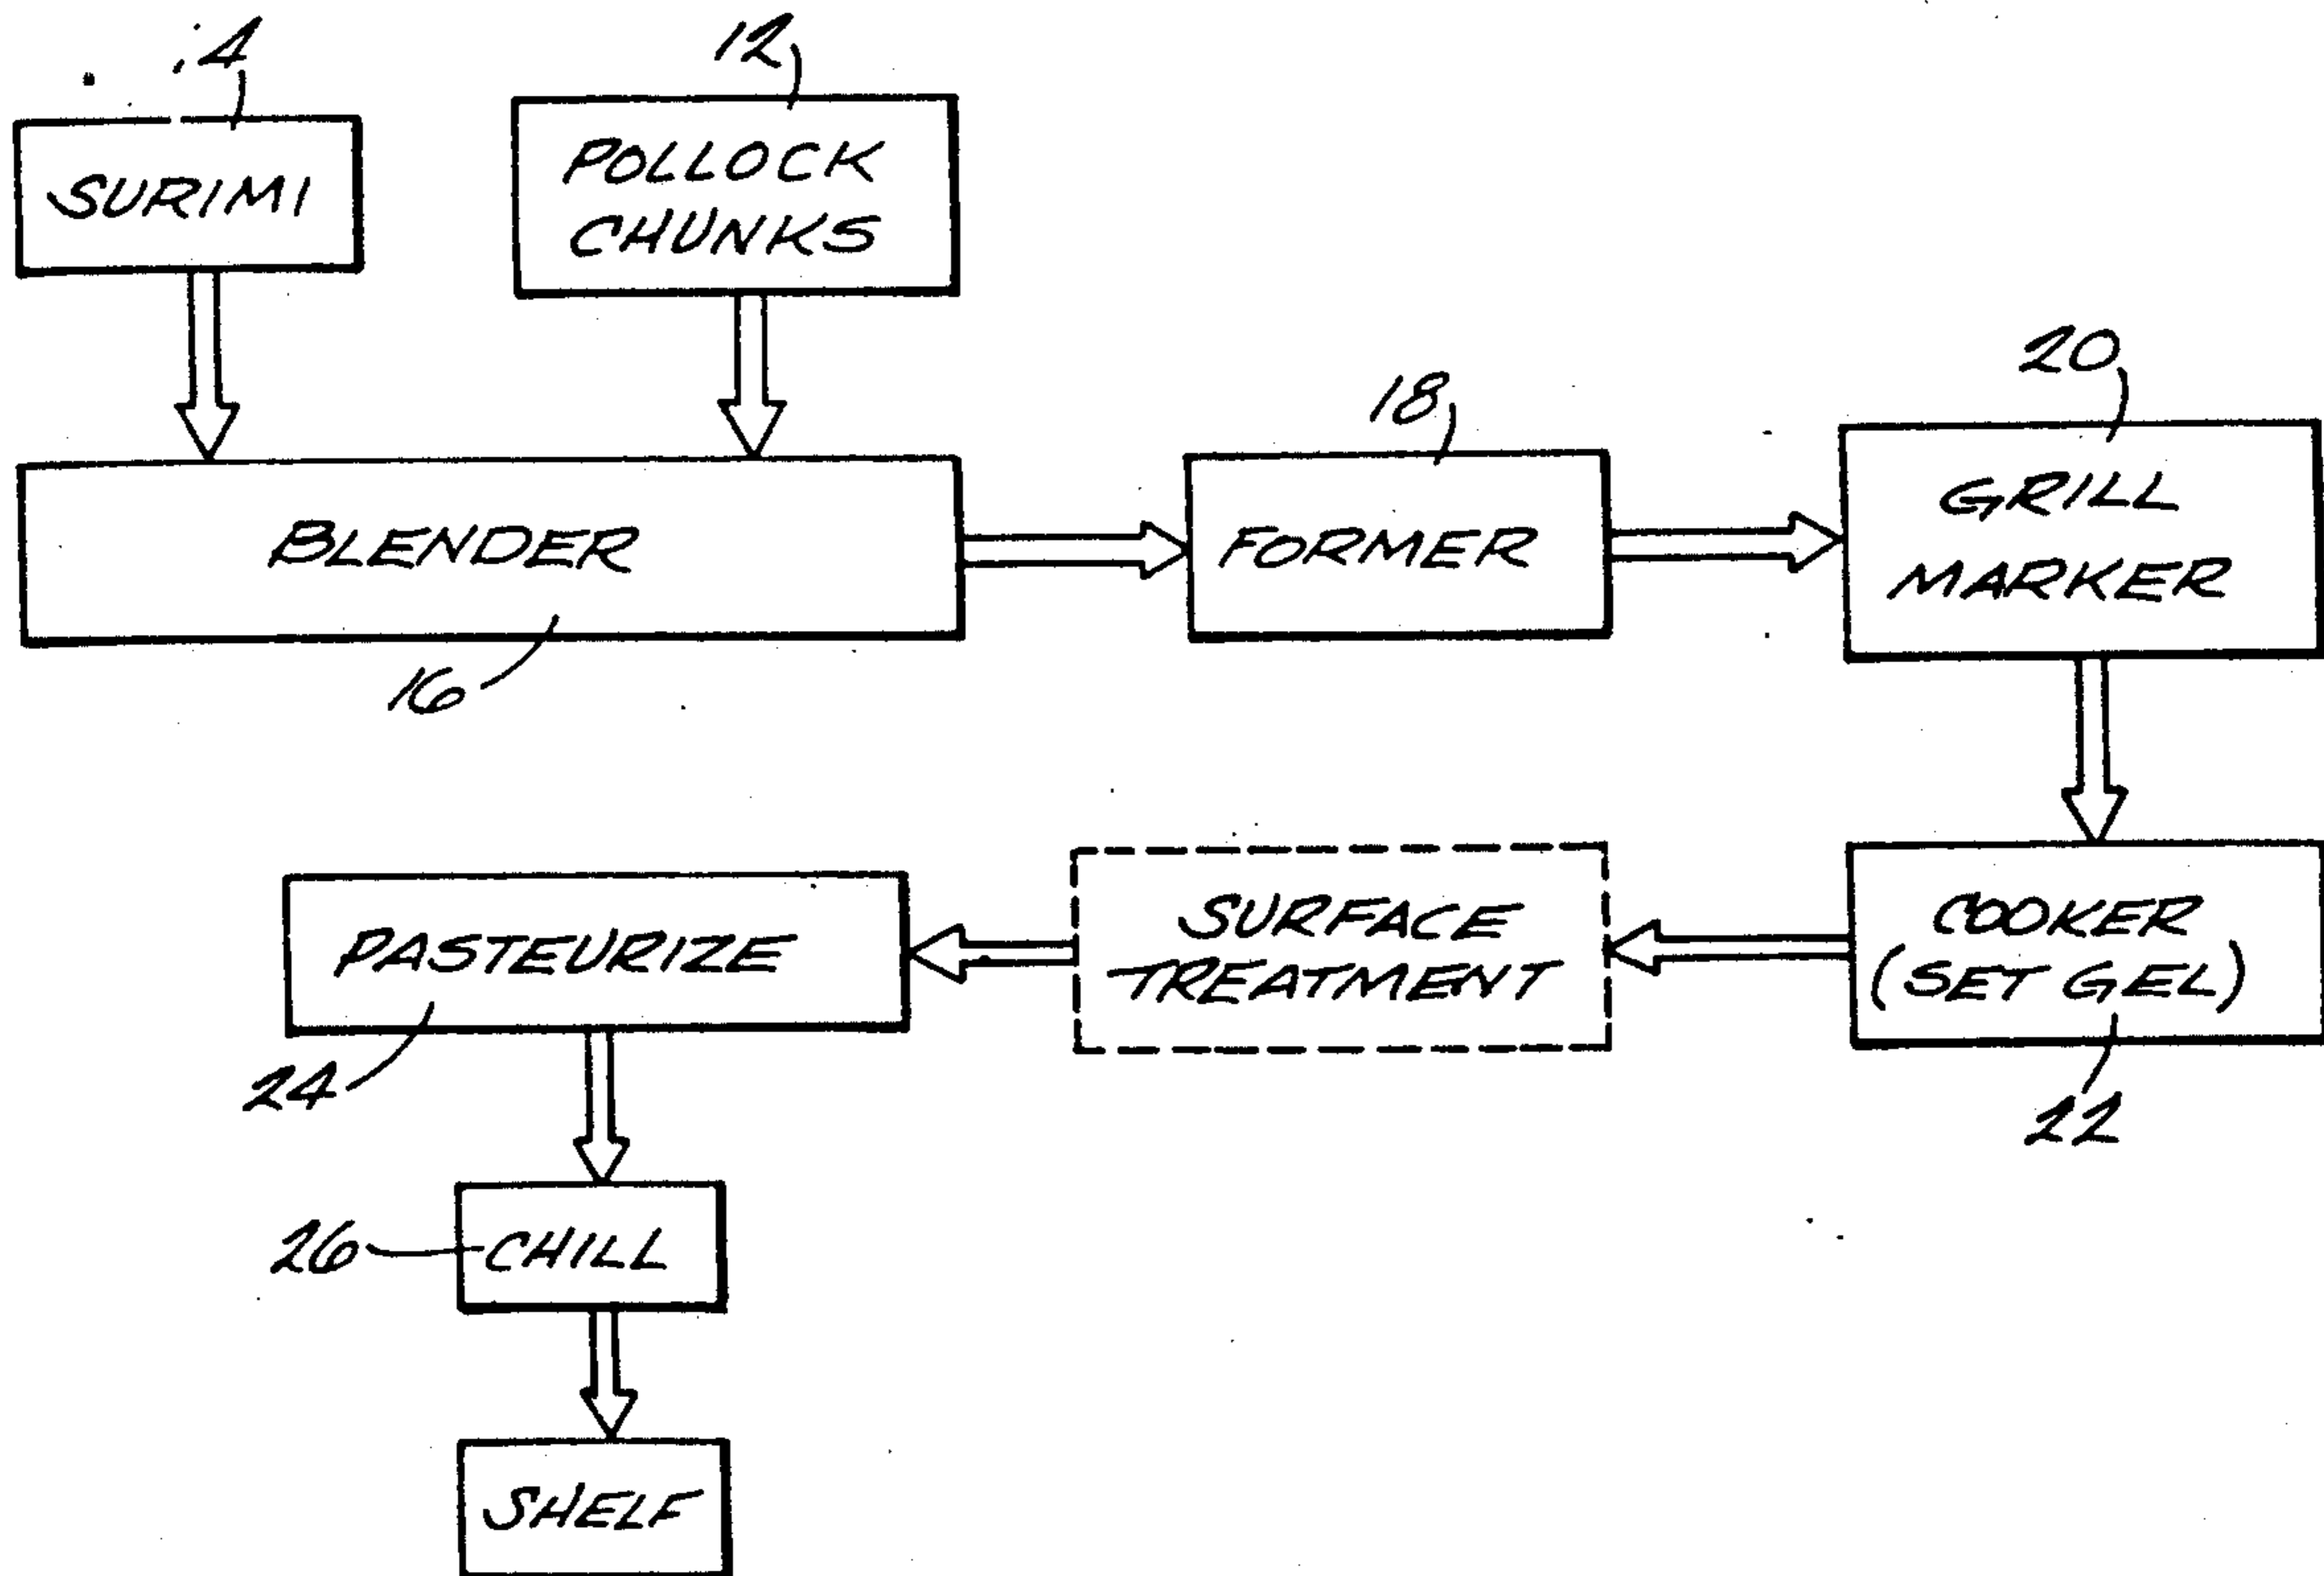 4
SURIMI
12
POLLOCK
CHUNKS
BLENDER
16
18
FORMER
20
GRILL
MARKER
COOKER
(SET GEL)
22
SURFACE
TREATMENT
PASTEURIZE
24
26
CHILL
SHELF